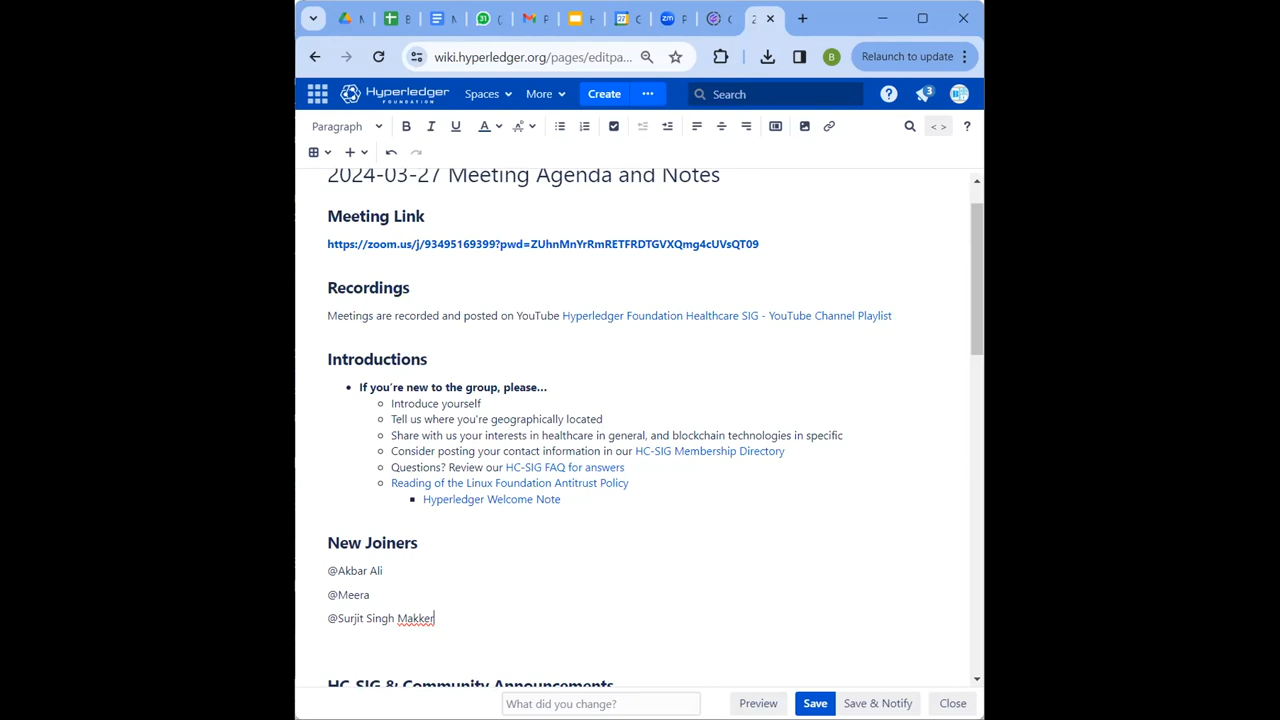 wiki.hyperledger.org/pages/editpa...
Relaunch to update
HYPERLEDGER FOUNDATION Spaces More Create ... Search 3
Paragraph B I U A
2024-03-27 Meeting Agenda and Notes
Meeting Link
https://zoom.us/j/93495169399?pwd=ZUhnMnYrRmRETFRDTGVXQmg4cUVsQT09
Recordings
Meetings are recorded and posted on YouTube Hyperledger Foundation Healthcare SIG - YouTube Channel Playlist
Introductions
If you're new to the group, please...
Introduce yourself
Tell us where you're geographically located
Share with us your interests in healthcare in general, and blockchain technologies in specific
Consider posting your contact information in our HC-SIG Membership Directory
Questions? Review our HC-SIG FAQ for answers
Reading of the Linux Foundation Antitrust Policy
Hyperledger Welcome Note
New Joiners
@Akbar Ali
@Meera
@Surjit Singh Makker
HC-SIG & Community Announcements
What did you change? Preview Save Save & Notify Close